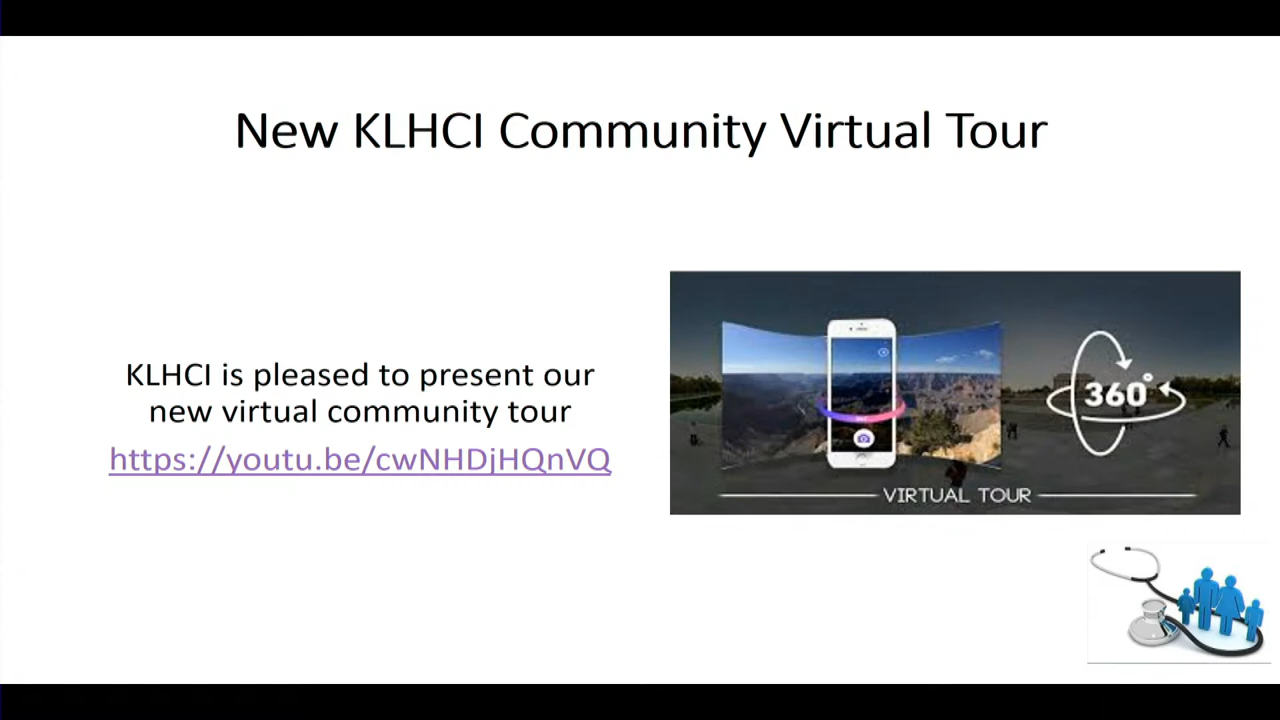 New KLHCI Community Virtual Tour
KLHCI is pleased to present our
new virtual community tour
https://youtu.be/cwNHDjHQnVQ
360°
VIRTUAL TOUR